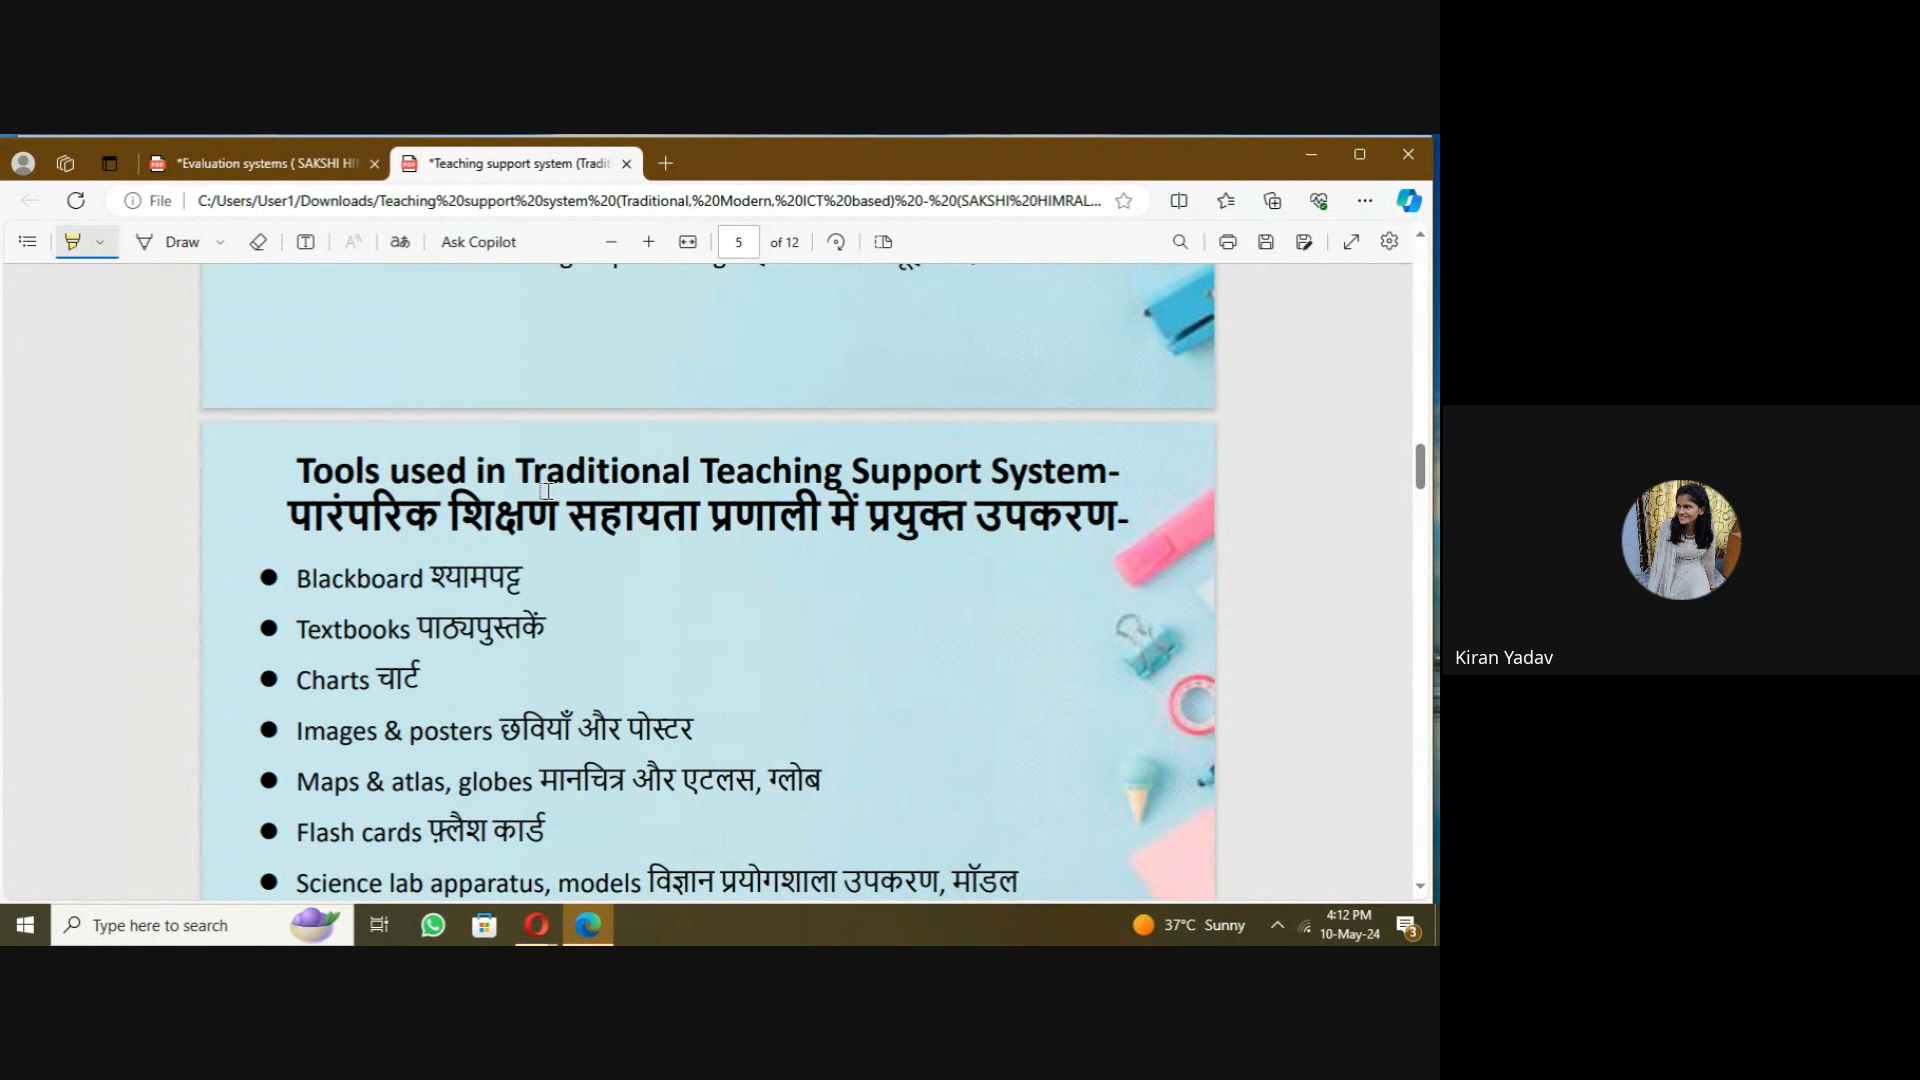 *Evaluation systems ( SAKSHI HI
*Teaching support system (Tradit
File
C:/Users/User1/Downloads/Teaching%20support%20system%20(Traditional,%20Modern,%20ICT%20based)%20-%20(SAKSHI%20HIMRAL...
Draw
aあ
Ask Copilot
5 of 12
Tools used in Traditional Teaching Support System-
पारंपरिक शिक्षण सहायता प्रणाली में प्रयुक्त उपकरण-
● Blackboard श्यामपट्ट
● Textbooks पाठ्यपुस्तकें
● Charts चार्ट
● Images & posters छवियाँ और पोस्टर
● Maps & atlas, globes मानचित्र और एटलस, ग्लोब
● Flash cards फ़्लैश कार्ड
● Science lab apparatus, models विज्ञान प्रयोगशाला उपकरण, मॉडल
Kiran Yadav
Type here to search
37°C Sunny
4:12 PM
10-May-24
3